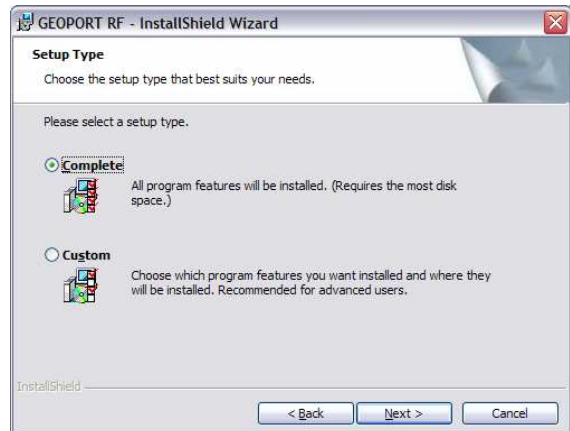 GEOPORT RF - InstallShield Wizard
Setup Type
Choose the setup type that best suits your needs.
Please select a setup type.
Complete
All program features will be installed. (Requires the most disk
space.)
Custom
Choose which program features you want installed and where they
will be installed. Recommended for advanced users.
InstallShield
< Back Next > Cancel